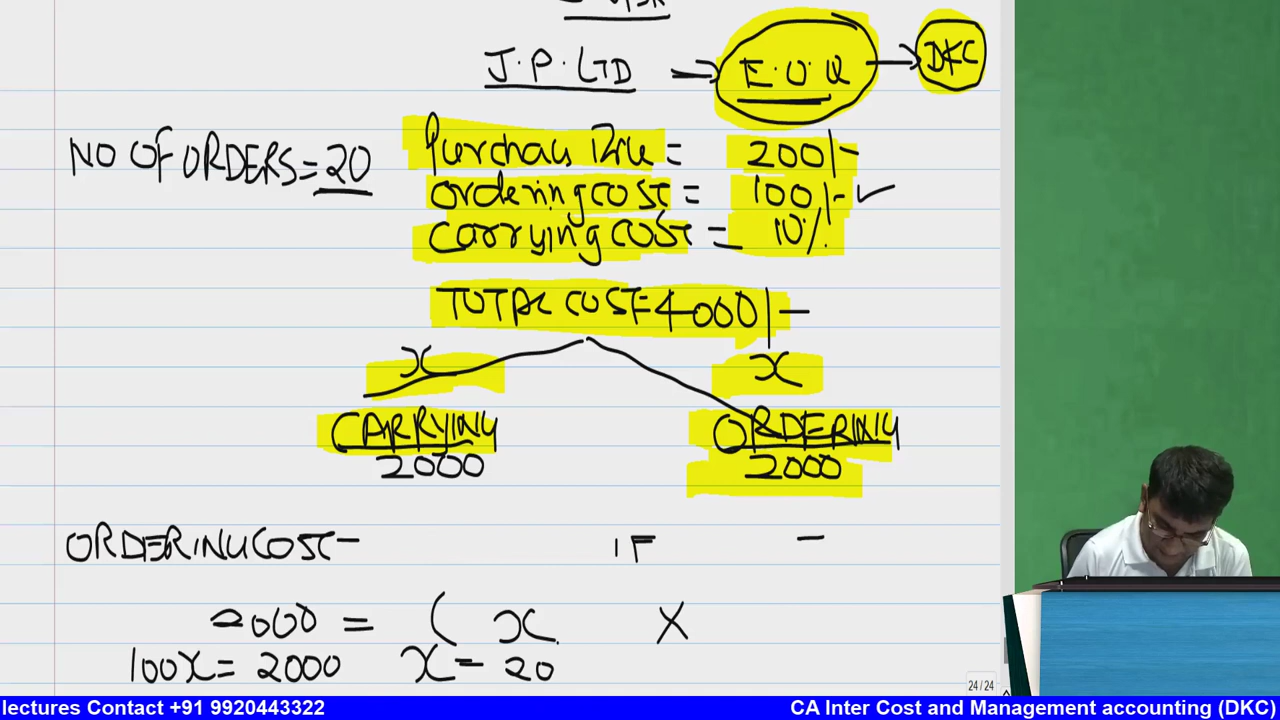 J.P. LTD → E.O.Q → DKC
NO OF ORDERS = 20
Purchase Price = 200/-
Ordering cost = 100/- ✓
Carrying cost = 10%
TOTAL COST = 4000/-
x x
CARRYING ORDERING
2000 2000
ORDERING COST - IF -
2000 = ( x X
100x = 2000 x = 20
24/24
lectures Contact +91 9920443322 CA Inter Cost and Management accounting (DKC)